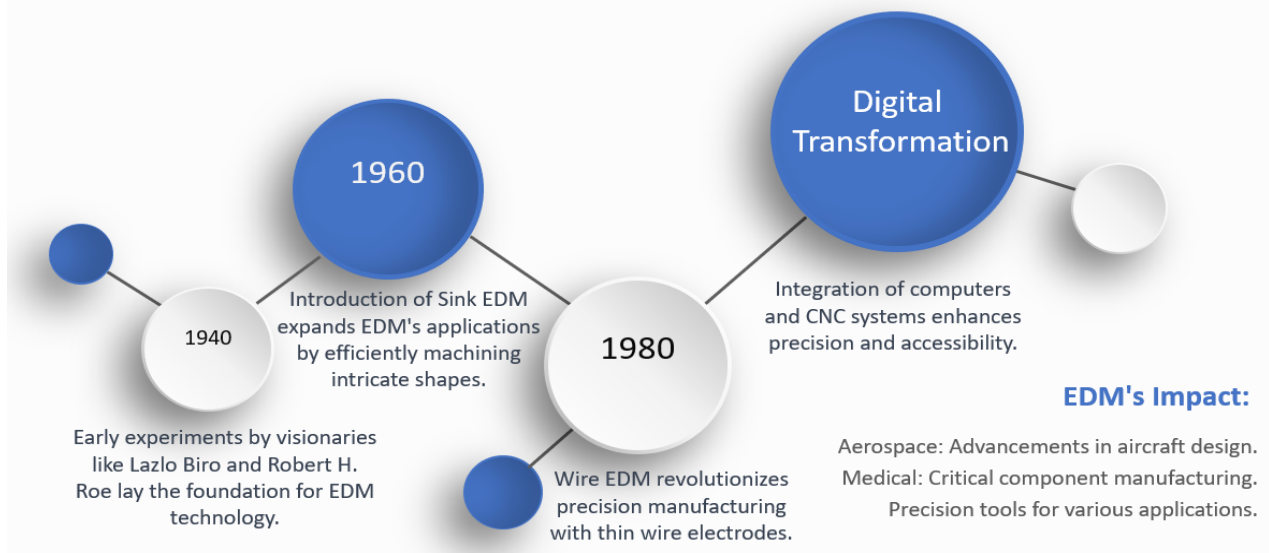 1940
Early experiments by visionaries
like Lazlo Biro and Robert H.
Roe lay the foundation for EDM
technology.
1960
Introduction of Sink EDM
expands EDM's applications
by efficiently machining
intricate shapes.
1980
Wire EDM revolutionizes
precision manufacturing
with thin wire electrodes.
Digital
Transformation
Integration of computers
and CNC systems enhances
precision and accessibility.
EDM's Impact:
Aerospace: Advancements in aircraft design.
Medical: Critical component manufacturing.
Precision tools for various applications.